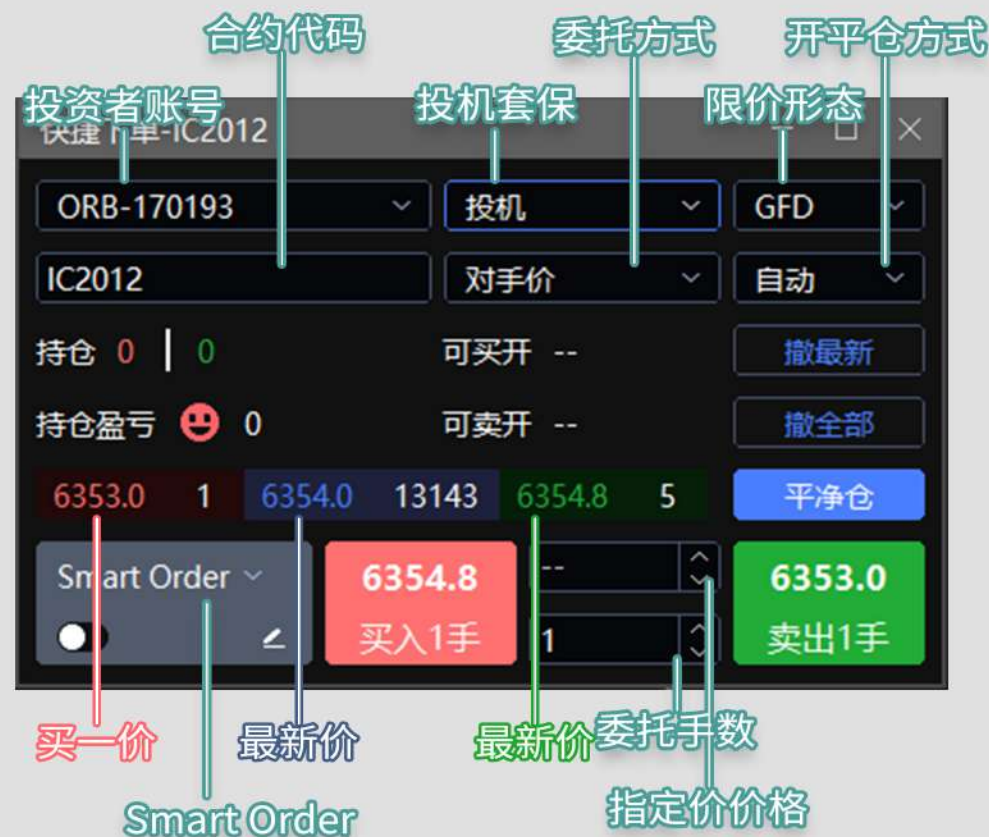 合约代码 委托方式 开平仓方式
投资者账号 投机套保 限价形态
快捷下单-IC2012
ORB-170193 投机 GFD
IC2012 对手价 自动
持仓 0 0 可买开 -- 撤最新
持仓盈亏 0 可卖开 -- 撤全部
6353.0 1 6354.0 13143 6354.8 5 平净仓
Smart Order 6354.8 -- 6353.0
买入1手 1 卖出1手
买一价 最新价 最新价 委托手数
Smart Order 指定价价格